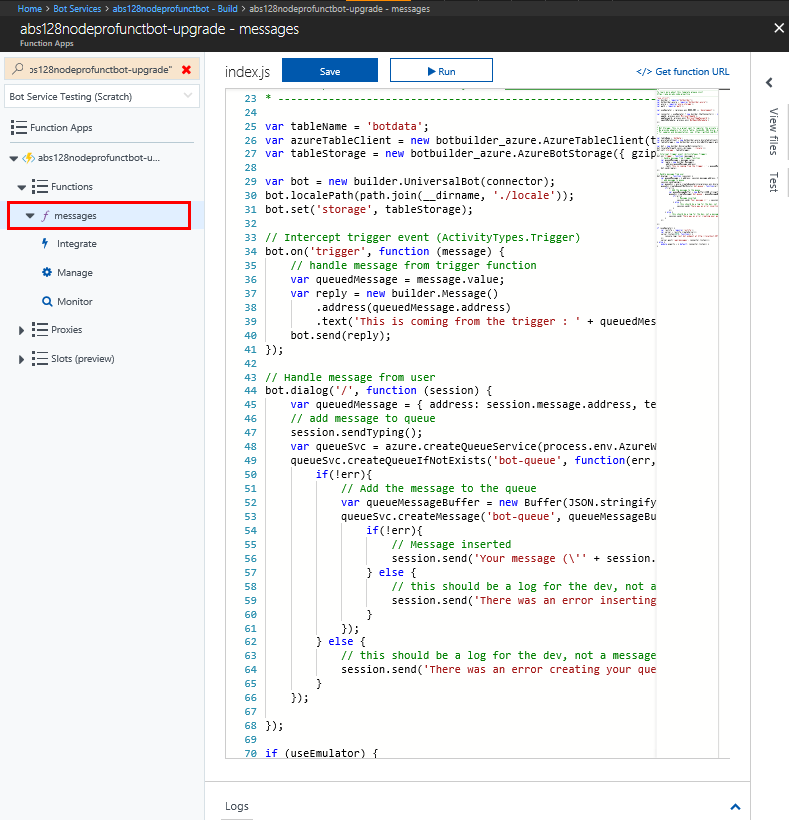 Home > Bot Services > abs128nodeprofunctbot - Build > abs128nodeprofunctbot-upgrade - messages
abs128nodeprofunctbot-upgrade - messages
Function Apps
bs128nodeprofunctbot-upgrade"
Bot Service Testing (Scratch)
Function Apps
abs128nodeprofunctbot-u...
Functions
messages
Integrate
Manage
Monitor
Proxies
Slots (preview)
index.js
Save
Run
</> Get function URL
View files
Test
23 * ----------------------------------------------------------
24
25 var tableName = 'botdata';
26 var azureTableClient = new botbuilder_azure.AzureTableClient(t
27 var tableStorage = new botbuilder_azure.AzureBotStorage({ gzip
28
29 var bot = new builder.UniversalBot(connector);
30 bot.localePath(path.join(__dirname, './locale'));
31 bot.set('storage', tableStorage);
32
33 // Intercept trigger event (ActivityTypes.Trigger)
34 bot.on('trigger', function (message) {
35     // handle message from trigger function
36     var queuedMessage = message.value;
37     var reply = new builder.Message()
38         .address(queuedMessage.address)
39         .text('This is coming from the trigger : ' + queuedMes
40     bot.send(reply);
41 });
42
43 // Handle message from user
44 bot.dialog('/', function (session) {
45     var queuedMessage = { address: session.message.address, te
46     // add message to queue
47     session.sendTyping();
48     var queueSvc = azure.createQueueService(process.env.AzureW
49     queueSvc.createQueueIfNotExists('bot-queue', function(err,
50         if(!err){
51             // Add the message to the queue
52             var queueMessageBuffer = new Buffer(JSON.stringify
53             queueSvc.createMessage('bot-queue', queueMessageBu
54                 if(!err){
55                     // Message inserted
56                     session.send('Your message (\'' + session.
57                 } else {
58                     // this should be a log for the dev, not a
59                     session.send('There was an error inserting
60                 }
61             });
62         } else {
63             // this should be a log for the dev, not a message
64             session.send('There was an error creating your que
65         }
66     });
67
68 });
69
70 if (useEmulator) {
Logs